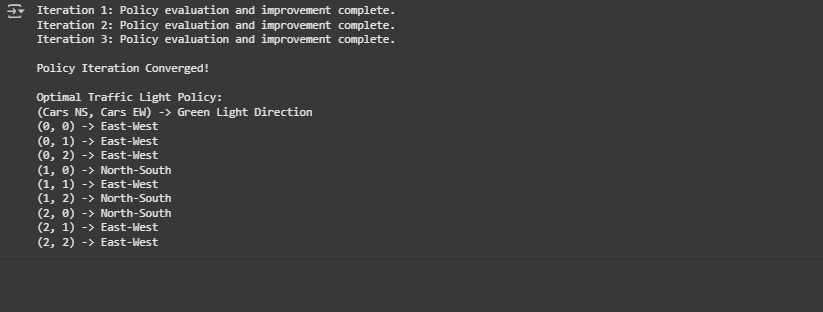 Iteration 1: Policy evaluation and improvement complete.
Iteration 2: Policy evaluation and improvement complete.
Iteration 3: Policy evaluation and improvement complete.
Policy Iteration Converged!
Optimal Traffic Light Policy:
(Cars NS, Cars EW) -> Green Light Direction
(0, 0) -> East-West
(0, 1) -> East-West
(0, 2) -> East-West
(1, 0) -> North-South
(1, 1) -> East-West
(1, 2) -> North-South
(2, 0) -> North-South
(2, 1) -> East-West
(2, 2) -> East-West